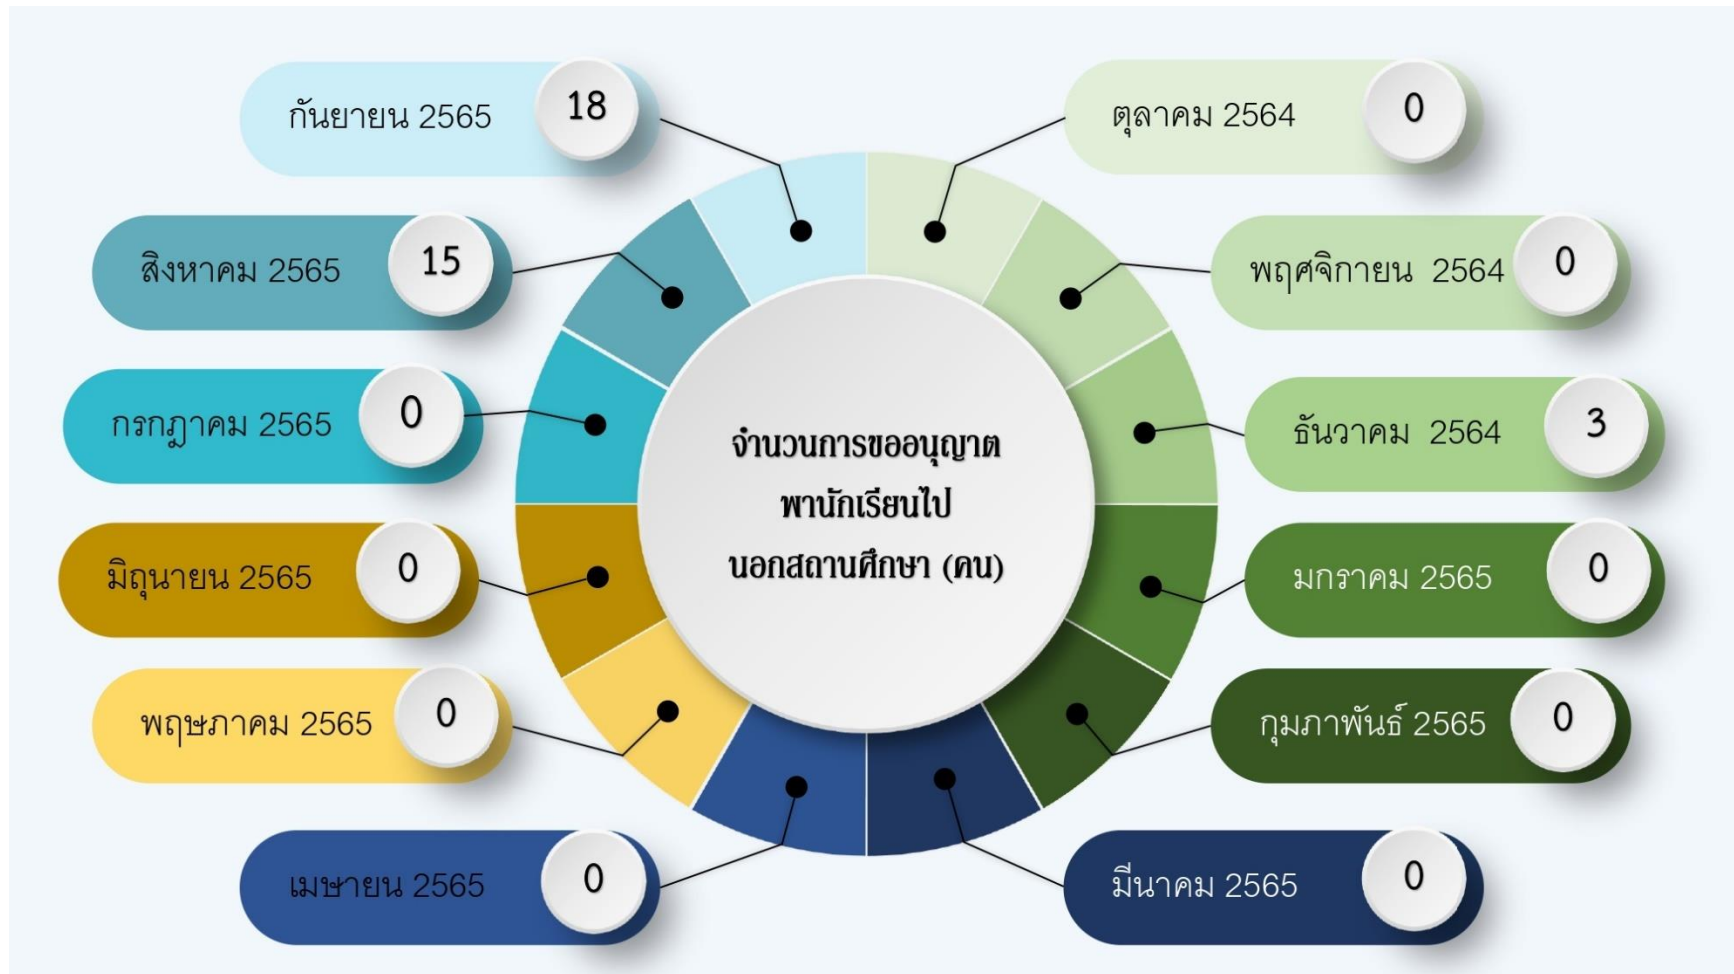 ตุลาคม 2564 0
พฤศจิกายน 2564 0
ธันวาคม 2564 3
มกราคม 2565 0
กุมภาพันธ์ 2565 0
มีนาคม 2565 0
เมษายน 2565 0
พฤษภาคม 2565 0
มิถุนายน 2565 0
กรกฎาคม 2565 0
สิงหาคม 2565 15
กันยายน 2565 18
จำนวนการขออนุญาต
พานักเรียนไป
นอกสถานศึกษา (คน)